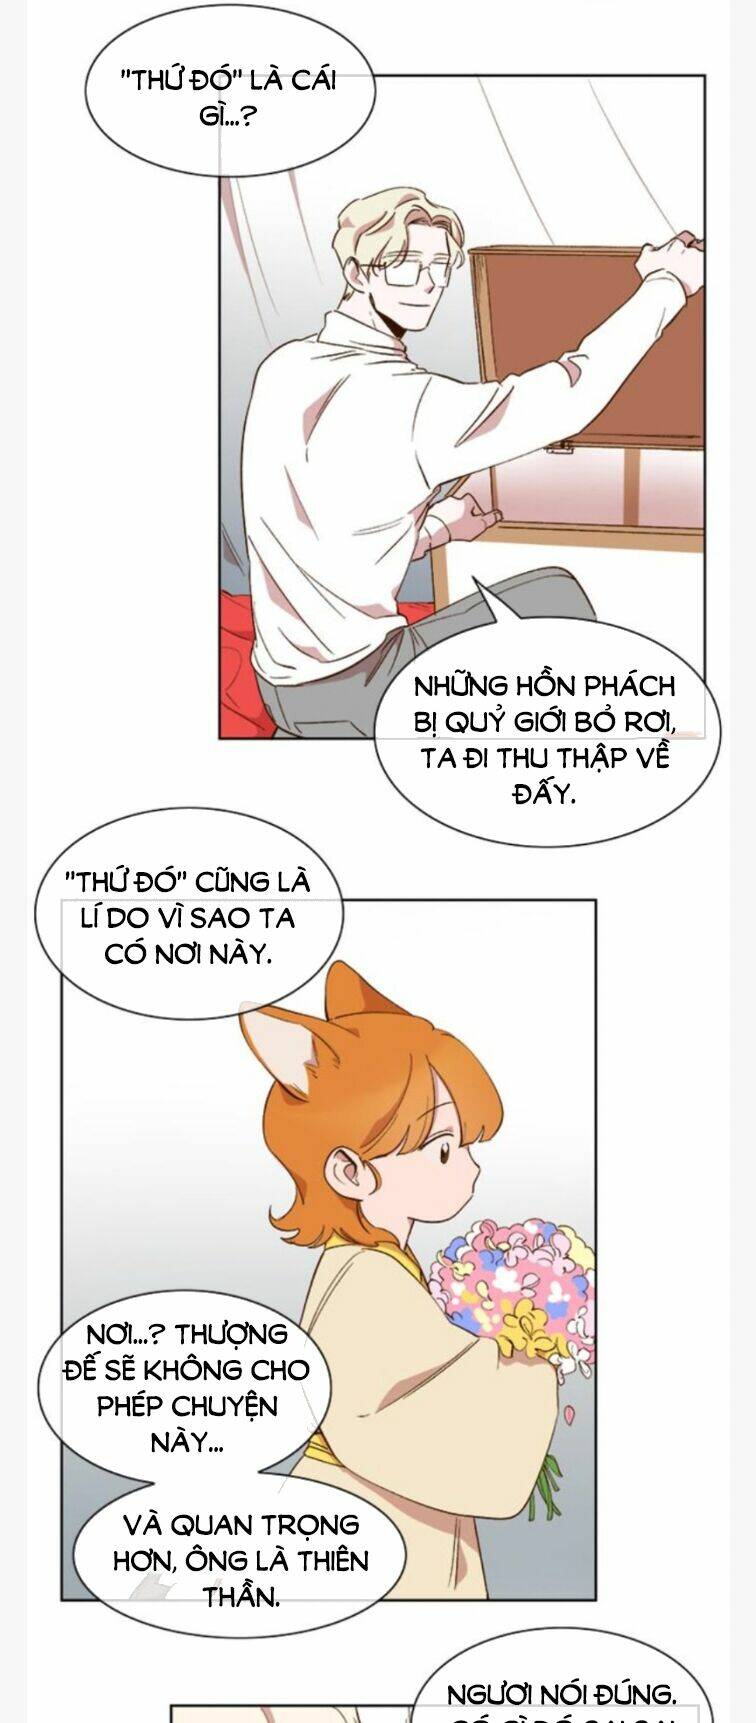 "THỨ ĐÓ" LÀ CÁI
GÌ...?
NHỮNG HỒN PHÁCH
BỊ QUỶ GIỚI BỎ RƠI,
TA ĐI THU THẬP VỀ
ĐẤY.
"THỨ ĐÓ" CŨNG LÀ
LÍ DO VÌ SAO TA
CÓ NƠI NÀY.
NƠI...? THƯỢNG
ĐẾ SẼ KHÔNG CHO
PHÉP CHUYỆN
NÀY...
VÀ QUAN TRỌNG
HƠN, ÔNG LÀ THIÊN
THẦN.
NGƯƠI NÓI ĐÚNG.